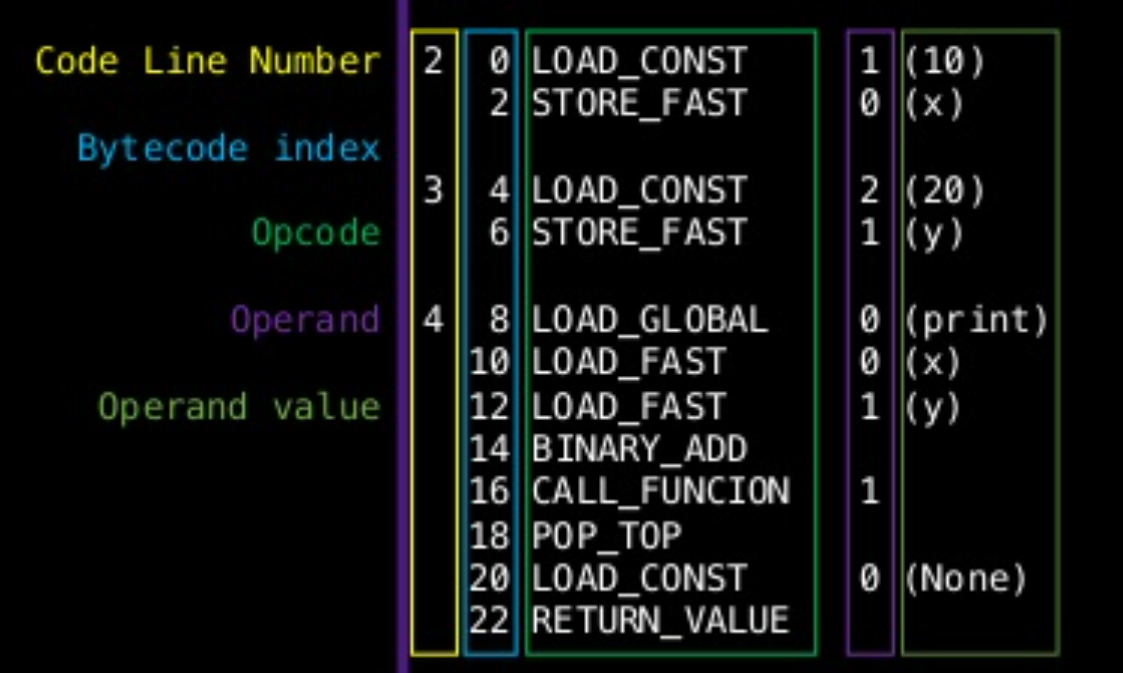 Code Line Number 2 0 LOAD_CONST 1 (10)
2 STORE_FAST 0 (x)
Bytecode index
3 4 LOAD_CONST 2 (20)
Opcode 6 STORE_FAST 1 (y)
Operand 4 8 LOAD_GLOBAL 0 (print)
10 LOAD_FAST 0 (x)
Operand value 12 LOAD_FAST 1 (y)
14 BINARY_ADD
16 CALL_FUNCION 1
18 POP_TOP
20 LOAD_CONST 0 (None)
22 RETURN_VALUE